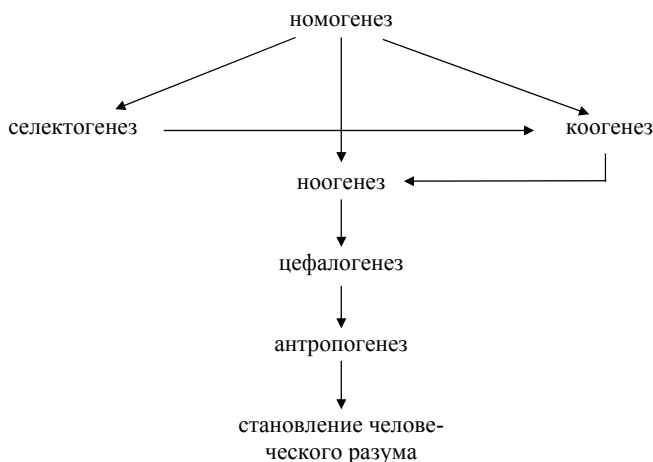 номогенез
селектогенез коогенез
ноогенез
цефалогенез
антропогенез
становление челове-
ческого разума